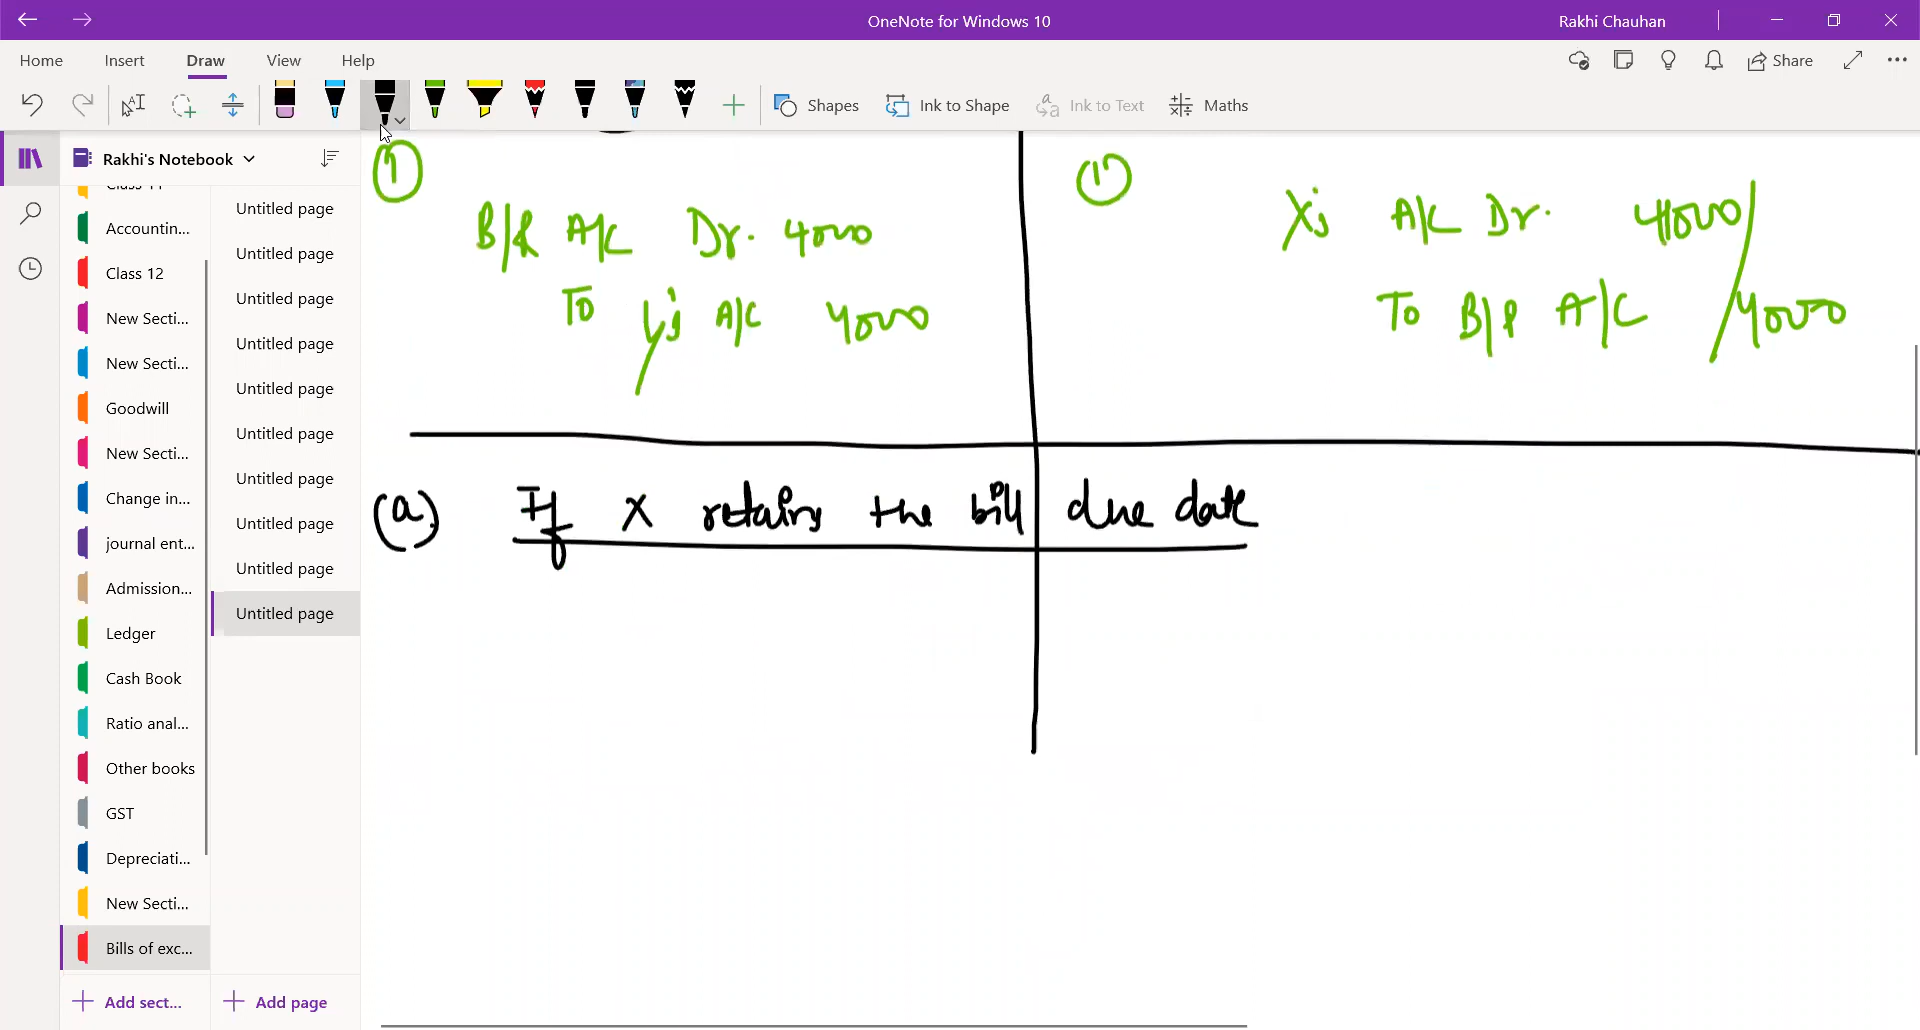 OneNote for Windows 10
Rakhi Chauhan
Home
Insert
Draw
View
Help
Share
Shapes
Ink to Shape
Ink to Text
Maths
Rakhi's Notebook
Accountin...
Class 12
New Secti...
New Secti...
Goodwill
New Secti...
Change in...
journal ent...
Admission...
Ledger
Cash Book
Ratio anal...
Other books
GST
Depreciati...
New Secti...
Bills of exc...
Add sect...
Untitled page
Untitled page
Untitled page
Untitled page
Untitled page
Untitled page
Untitled page
Untitled page
Untitled page
Untitled page
Add page
1
B/R A/C Dr. 4000
To Y's A/C 4000
1
X's A/C Dr. 4000
To B/P A/C 4000
(a) If X retains the bill due date